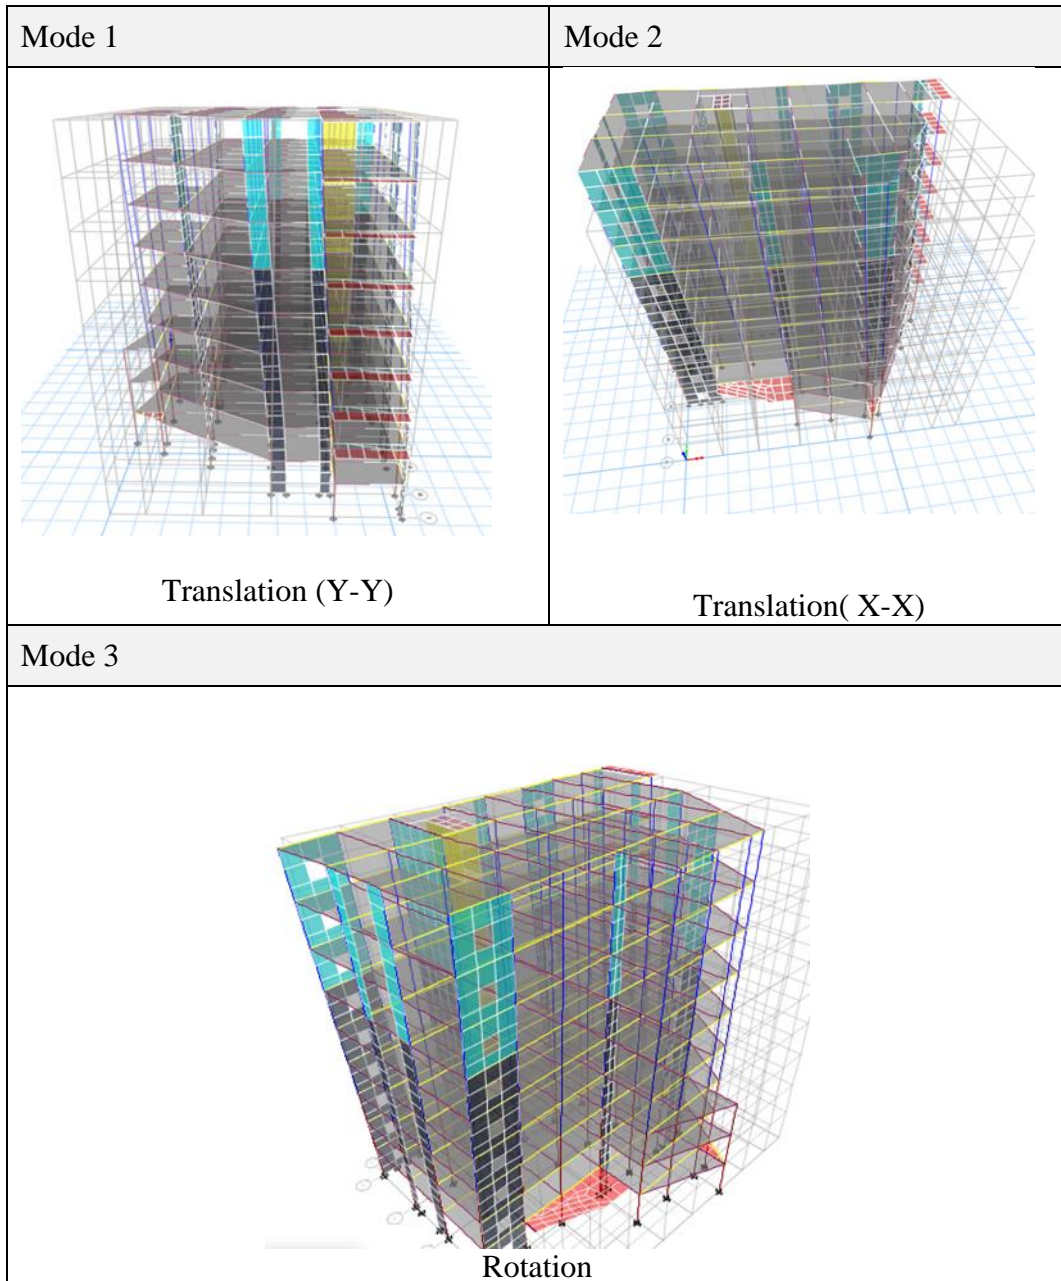 Mode 1
Mode 2
Translation (Y-Y)
Translation( X-X)
Mode 3
Rotation